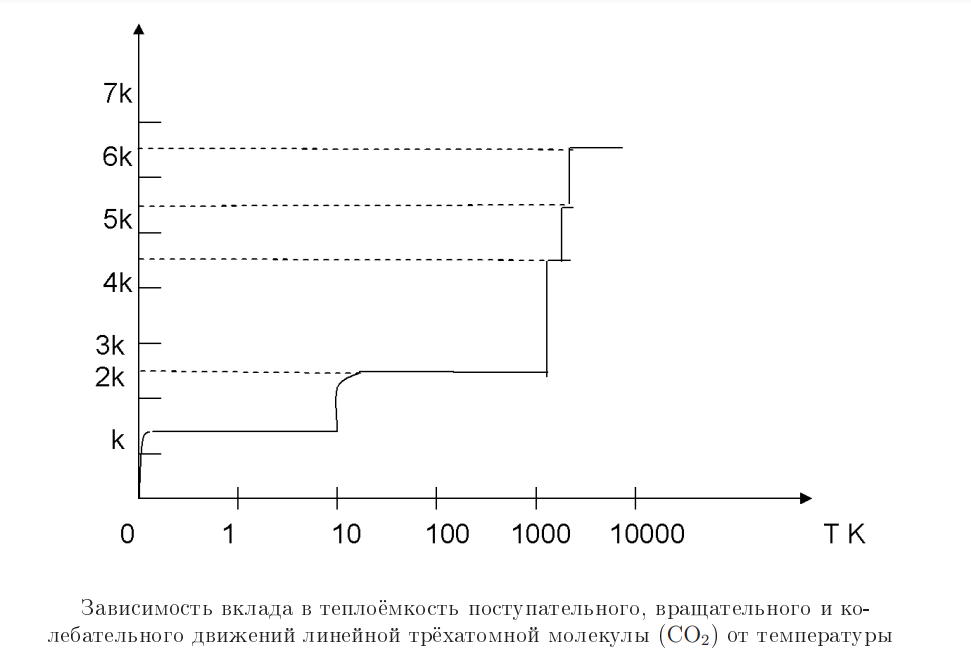 7k
6k
5k
4k
3k
2k
k
0 1 10 100 1000 10000 T K
Зависимость вклада в теплоёмкость поступательного, вращательного и ко-
лебательного движений линейной трёхатомной молекулы (CO₂) от температуры